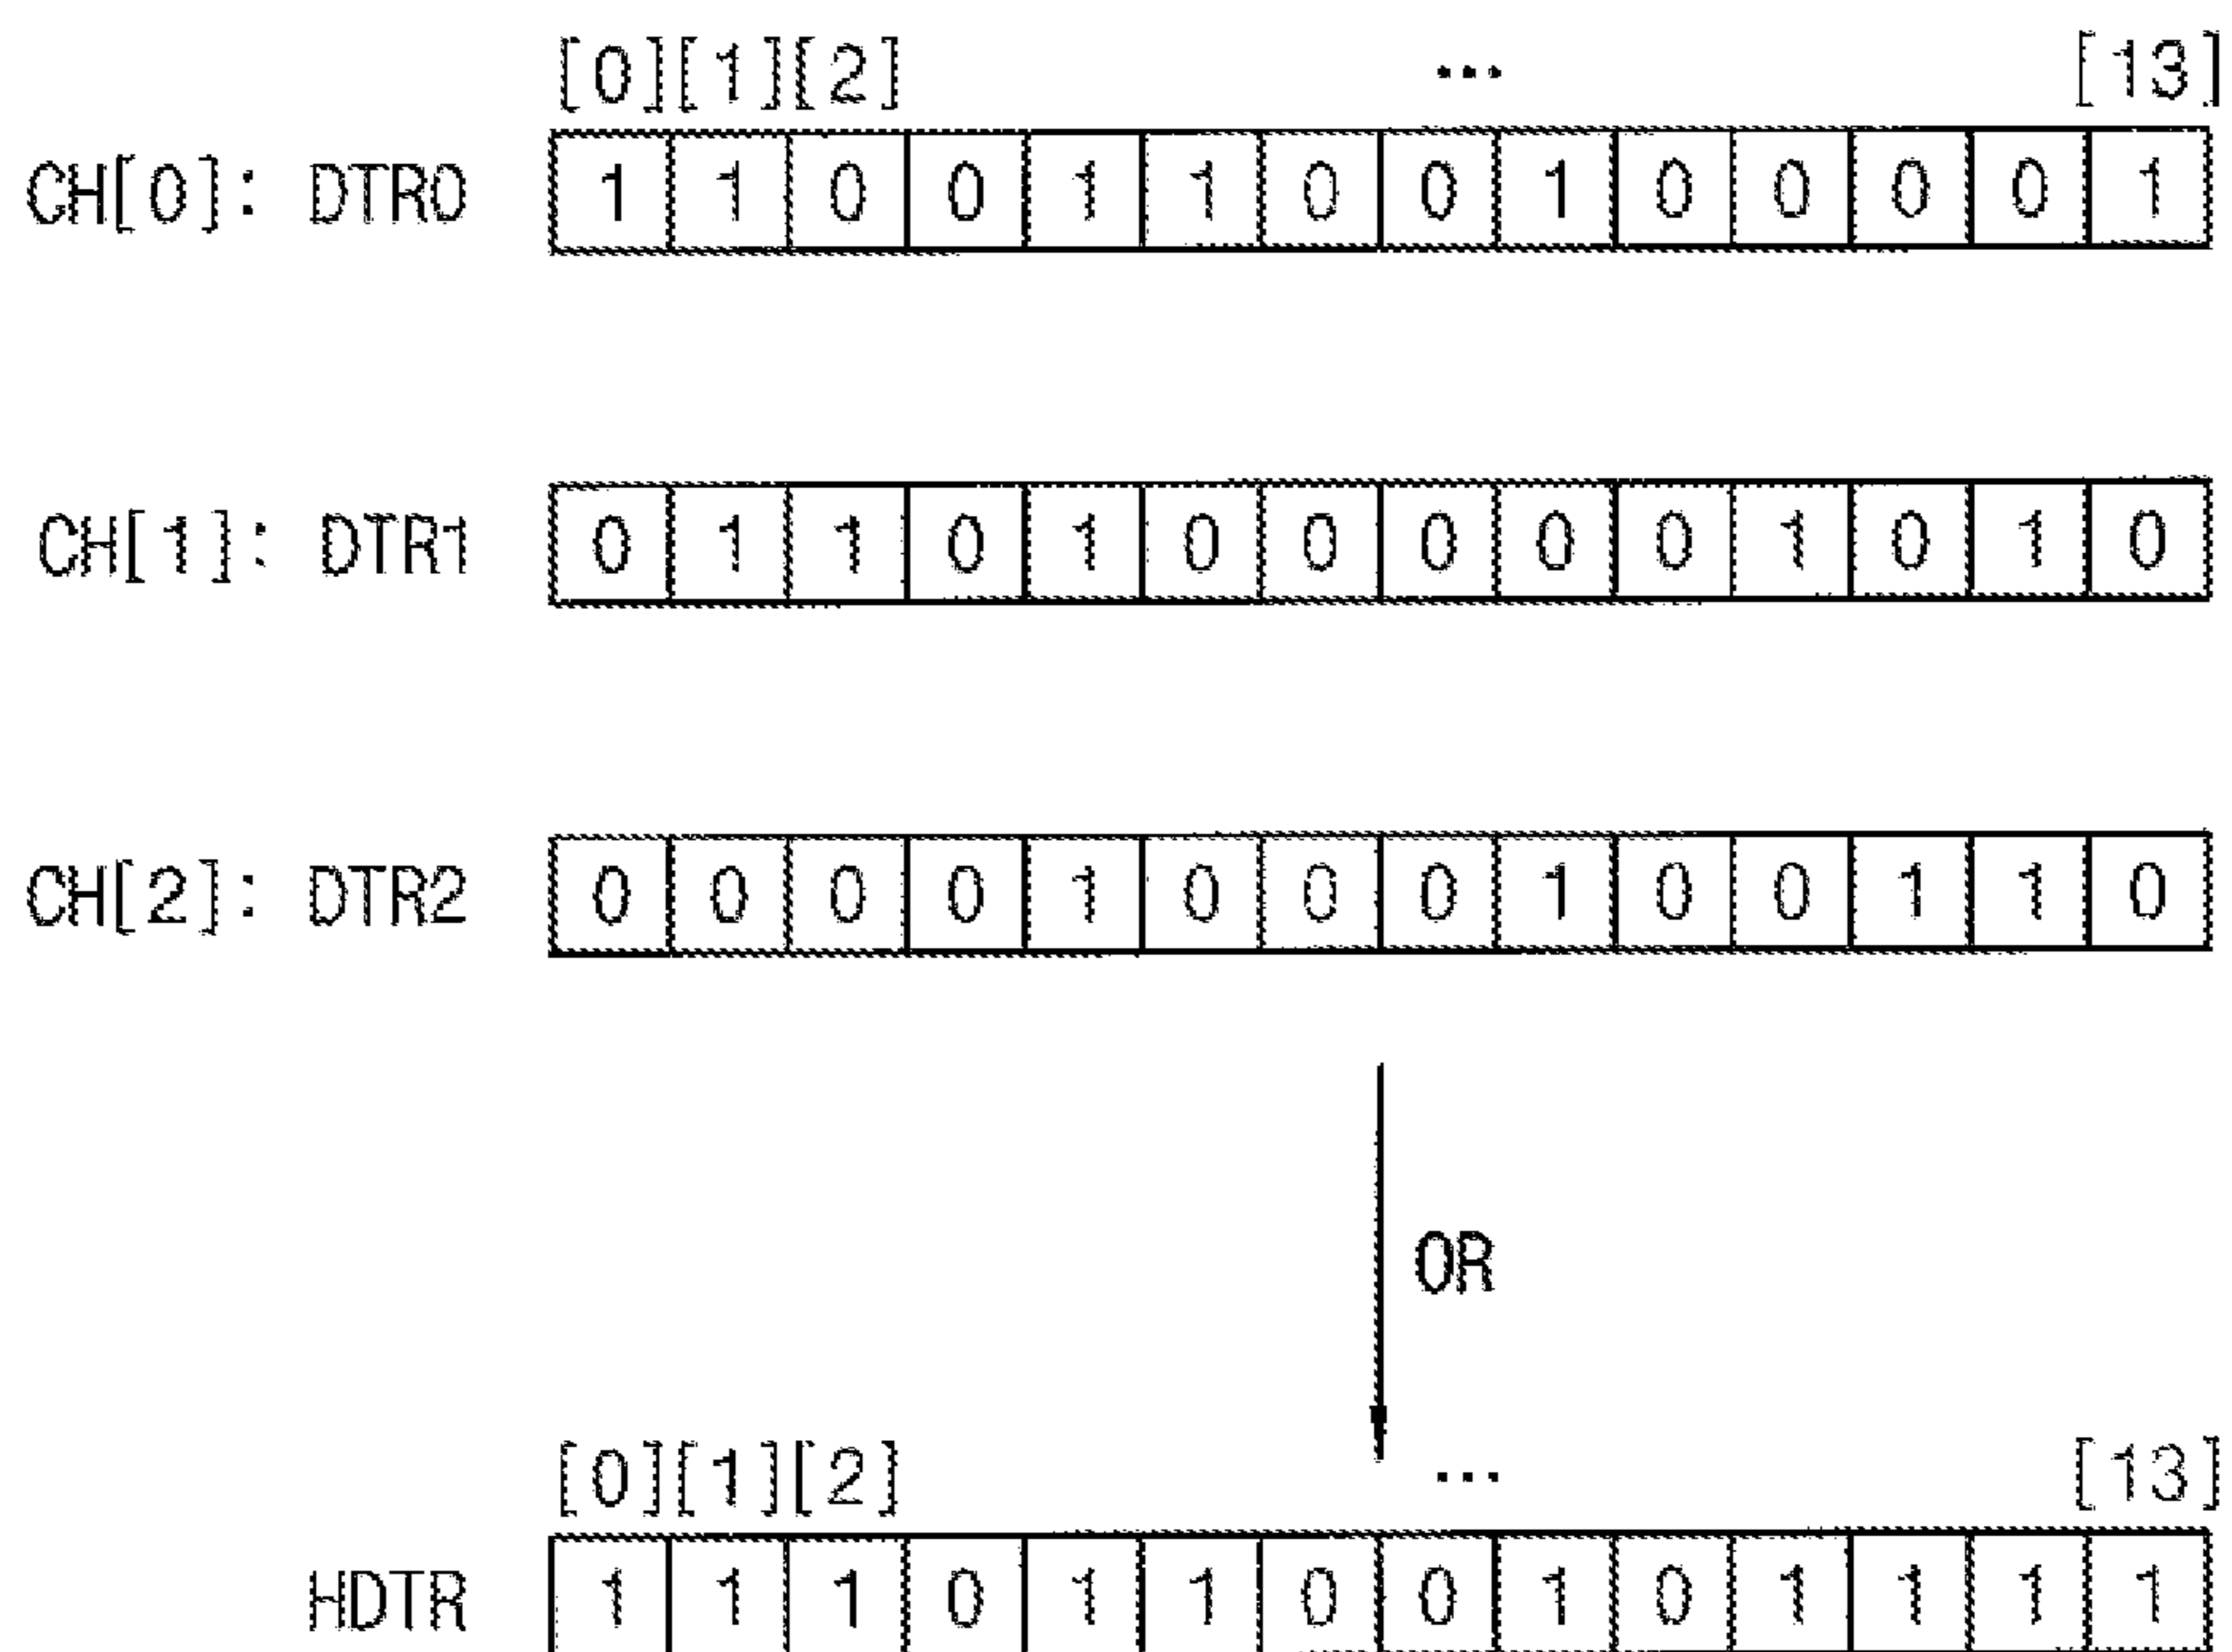 [0][1][2] ... [13]
CH[0]: DTR0 1 1 0 0 1 1 0 0 1 0 0 0 0 1
CH[1]: DTR1 0 1 1 0 1 0 0 0 0 0 1 0 1 0
CH[2]: DTR2 0 0 0 0 1 0 0 0 1 0 0 1 1 0
OR
[0][1][2] ... [13]
HDTR 1 1 1 0 1 1 0 0 1 0 1 1 1 1